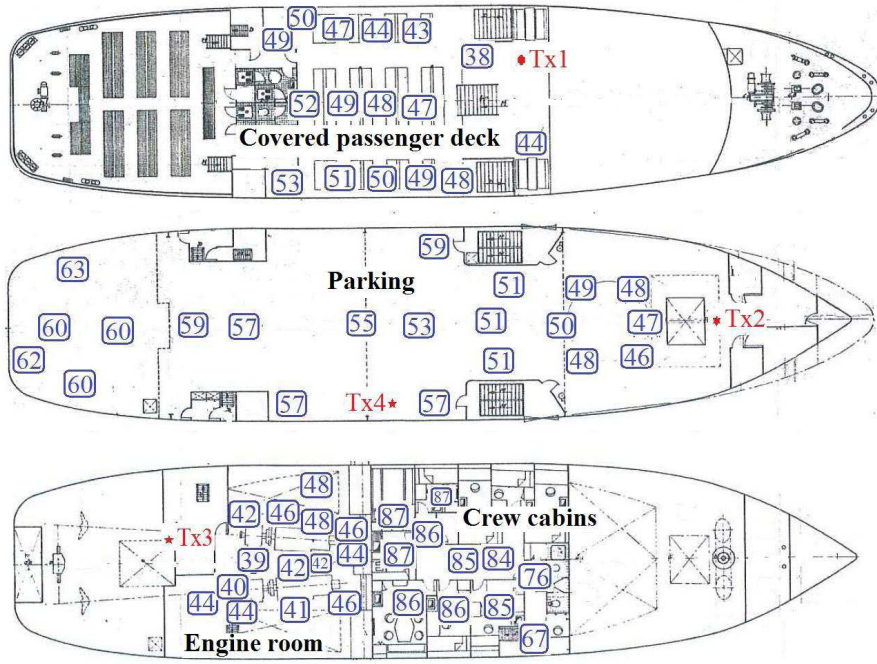 50 47 44 43
49 38 Tx1
52 49 48 47
Covered passenger deck
44
53 51 50 49 48
59
63
Parking
51 49 48
60 60 59 57 55 53 51 50 47 Tx2
62 51 48 46
60
57 Tx4 57
48 87
42 46 48 46 87 Crew cabins
Tx3 86
39 42 42 44 87 85 84
40 76
44 44 41 46 86 86 85
Engine room 67